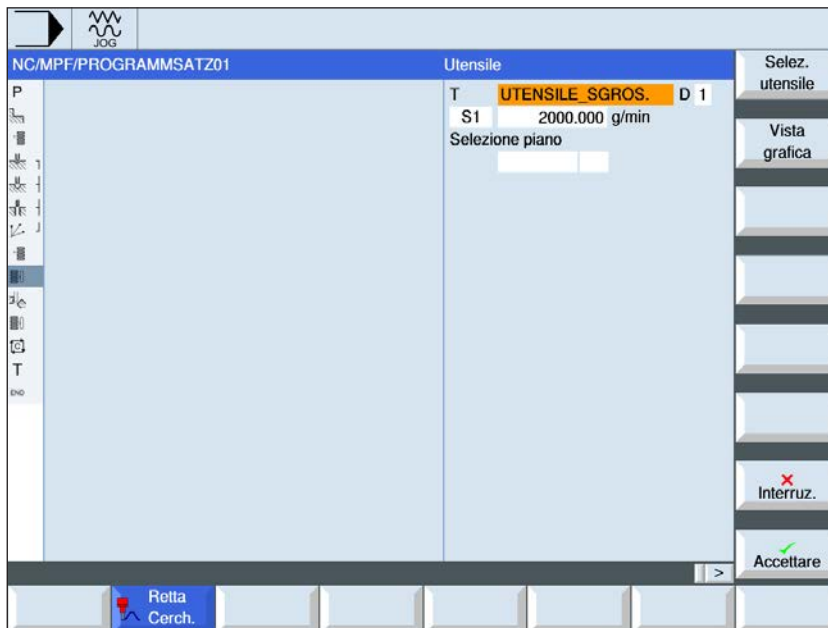 JOG
NC/MPF/PROGRAMMSATZ01
Utensile
Selez.
utensile
P
T UTENSILE_SGROS. D 1
S1 2000.000 g/min
Selezione piano
Vista
grafica
T
END
Interruz.
Accettare
>
Retta
Cerch.